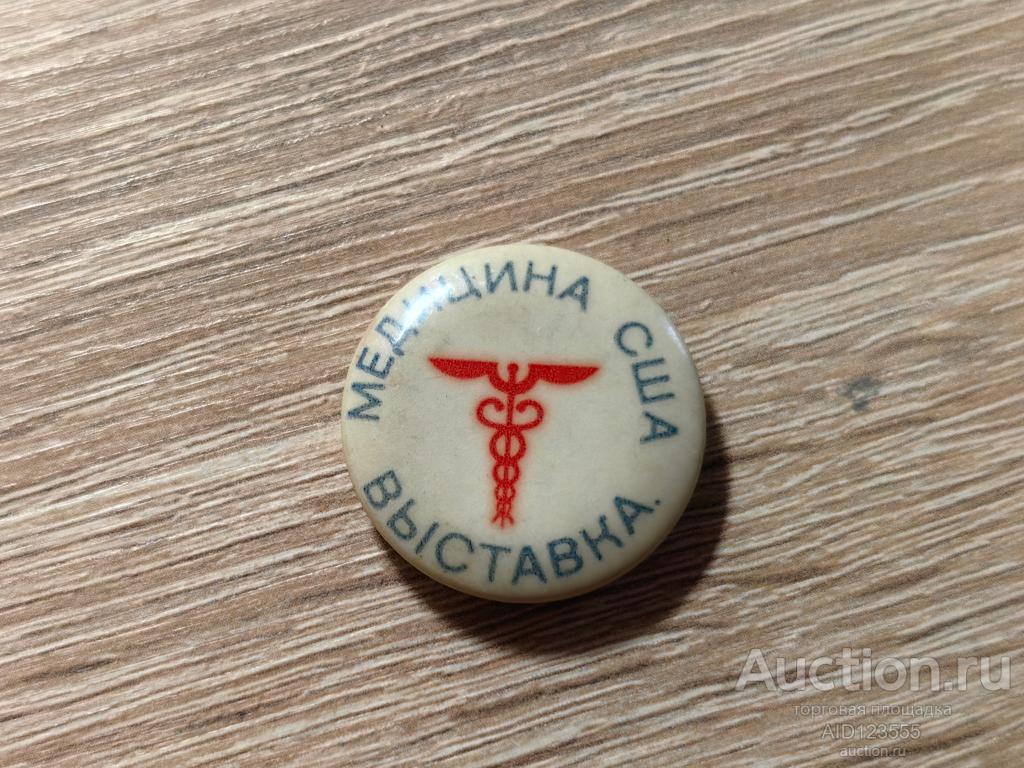 МЕДИЦИНА США
ВЫСТАВКА.
Auction.ru
торговая площадка
AID123555
auction.ru